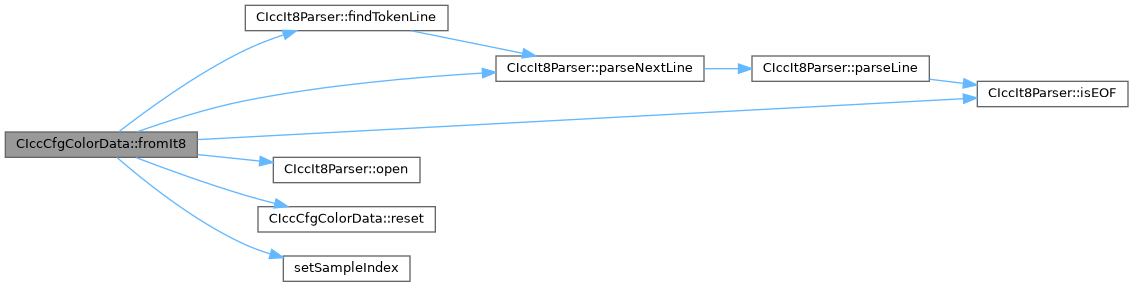 CIccIt8Parser::findTokenLine
CIccIt8Parser::parseNextLine
CIccIt8Parser::parseLine
CIccIt8Parser::isEOF
CIccCfgColorData::fromIt8
CIccIt8Parser::open
CIccCfgColorData::reset
setSampleIndex